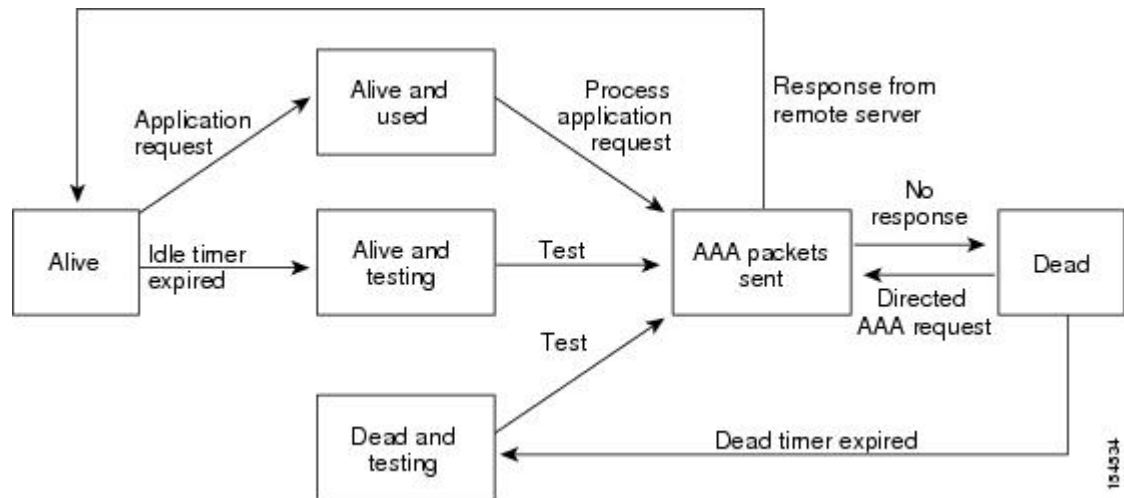 Alive and
used
Process
application
request
Response from
remote server
Application
request
No
response
Alive
Idle timer
expired
Alive and
testing
Test
AAA packets
sent
Dead
Directed
AAA request
Test
Dead and
testing
Dead timer expired
154534